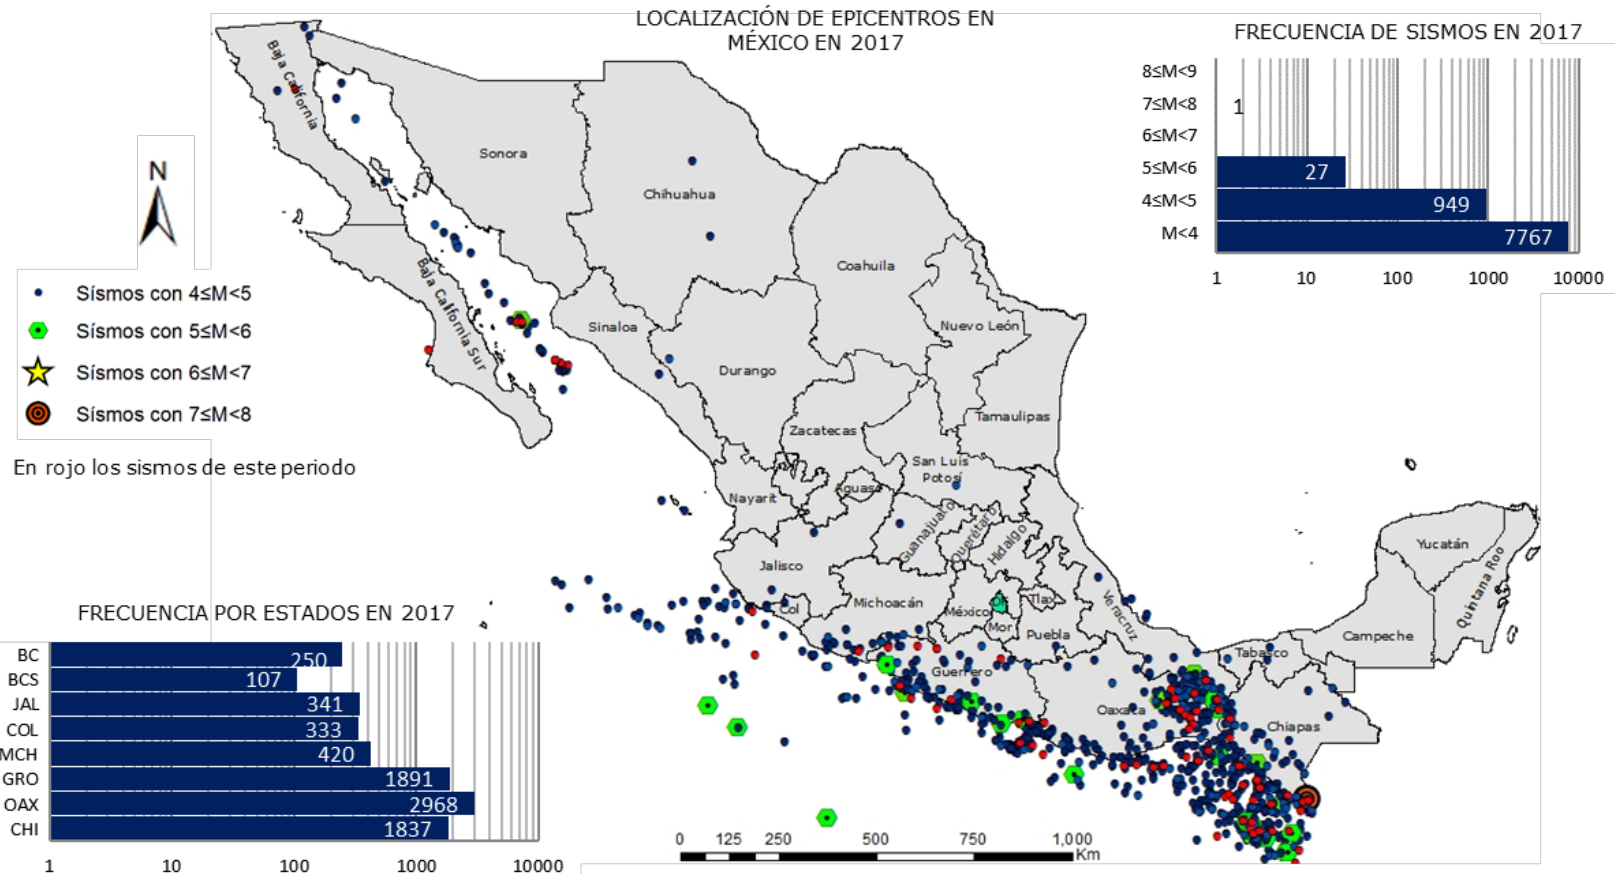 LOCALIZACIÓN DE EPICENTROS EN
MÉXICO EN 2017
FRECUENCIA DE SISMOS EN 2017
8≤M<9
7≤M<8
1
6≤M<7
5≤M<6
27
4≤M<5
949
M<4
7767
1 10 100 1000 10000
N
Sísmos con 4≤M<5
Sísmos con 5≤M<6
Sísmos con 6≤M<7
Sísmos con 7≤M<8
En rojo los sismos de este periodo
Baja California
Sonora
Chihuahua
Coahuila
Baja California Sur
Sinaloa
Nuevo León
Durango
Tamaulipas
Zacatecas
San Luis
Potosí
Nayarit
Aguasc
Guanajuato
Querétaro
Hidalgo
Jalisco
Col
Michoacán
México
DF
Tlax
Mor
Puebla
Veracruz
Guerrero
Oaxaca
Tabasco
Chiapas
Campeche
Yucatán
Quintana Roo
FRECUENCIA POR ESTADOS EN 2017
BC 250
BCS 107
JAL 341
COL 333
MCH 420
GRO 1891
OAX 2968
CHI 1837
1 10 100 1000 10000
0 125 250 500 750 1,000
Km